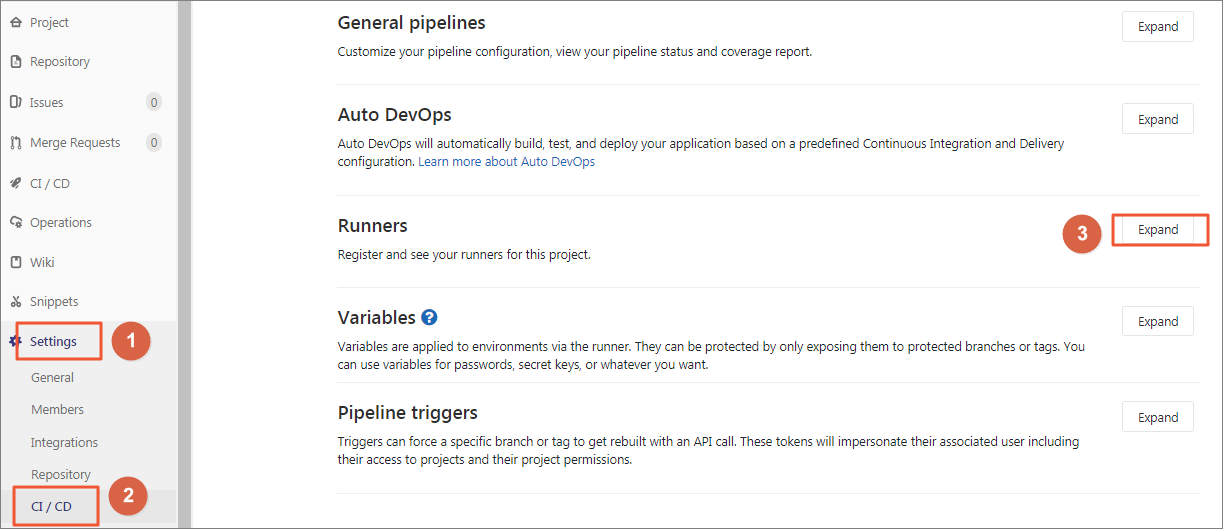 Project
Repository
Issues 0
Merge Requests 0
CI / CD
Operations
Wiki
Snippets
Settings 1
General
Members
Integrations
Repository
CI / CD 2
General pipelines
Expand
Customize your pipeline configuration, view your pipeline status and coverage report.
Auto DevOps
Expand
Auto DevOps will automatically build, test, and deploy your application based on a predefined Continuous Integration and Delivery
configuration. Learn more about Auto DevOps
Runners
3 Expand
Register and see your runners for this project.
Variables ?
Expand
Variables are applied to environments via the runner. They can be protected by only exposing them to protected branches or tags. You
can use variables for passwords, secret keys, or whatever you want.
Pipeline triggers
Expand
Triggers can force a specific branch or tag to get rebuilt with an API call. These tokens will impersonate their associated user including
their access to projects and their project permissions.